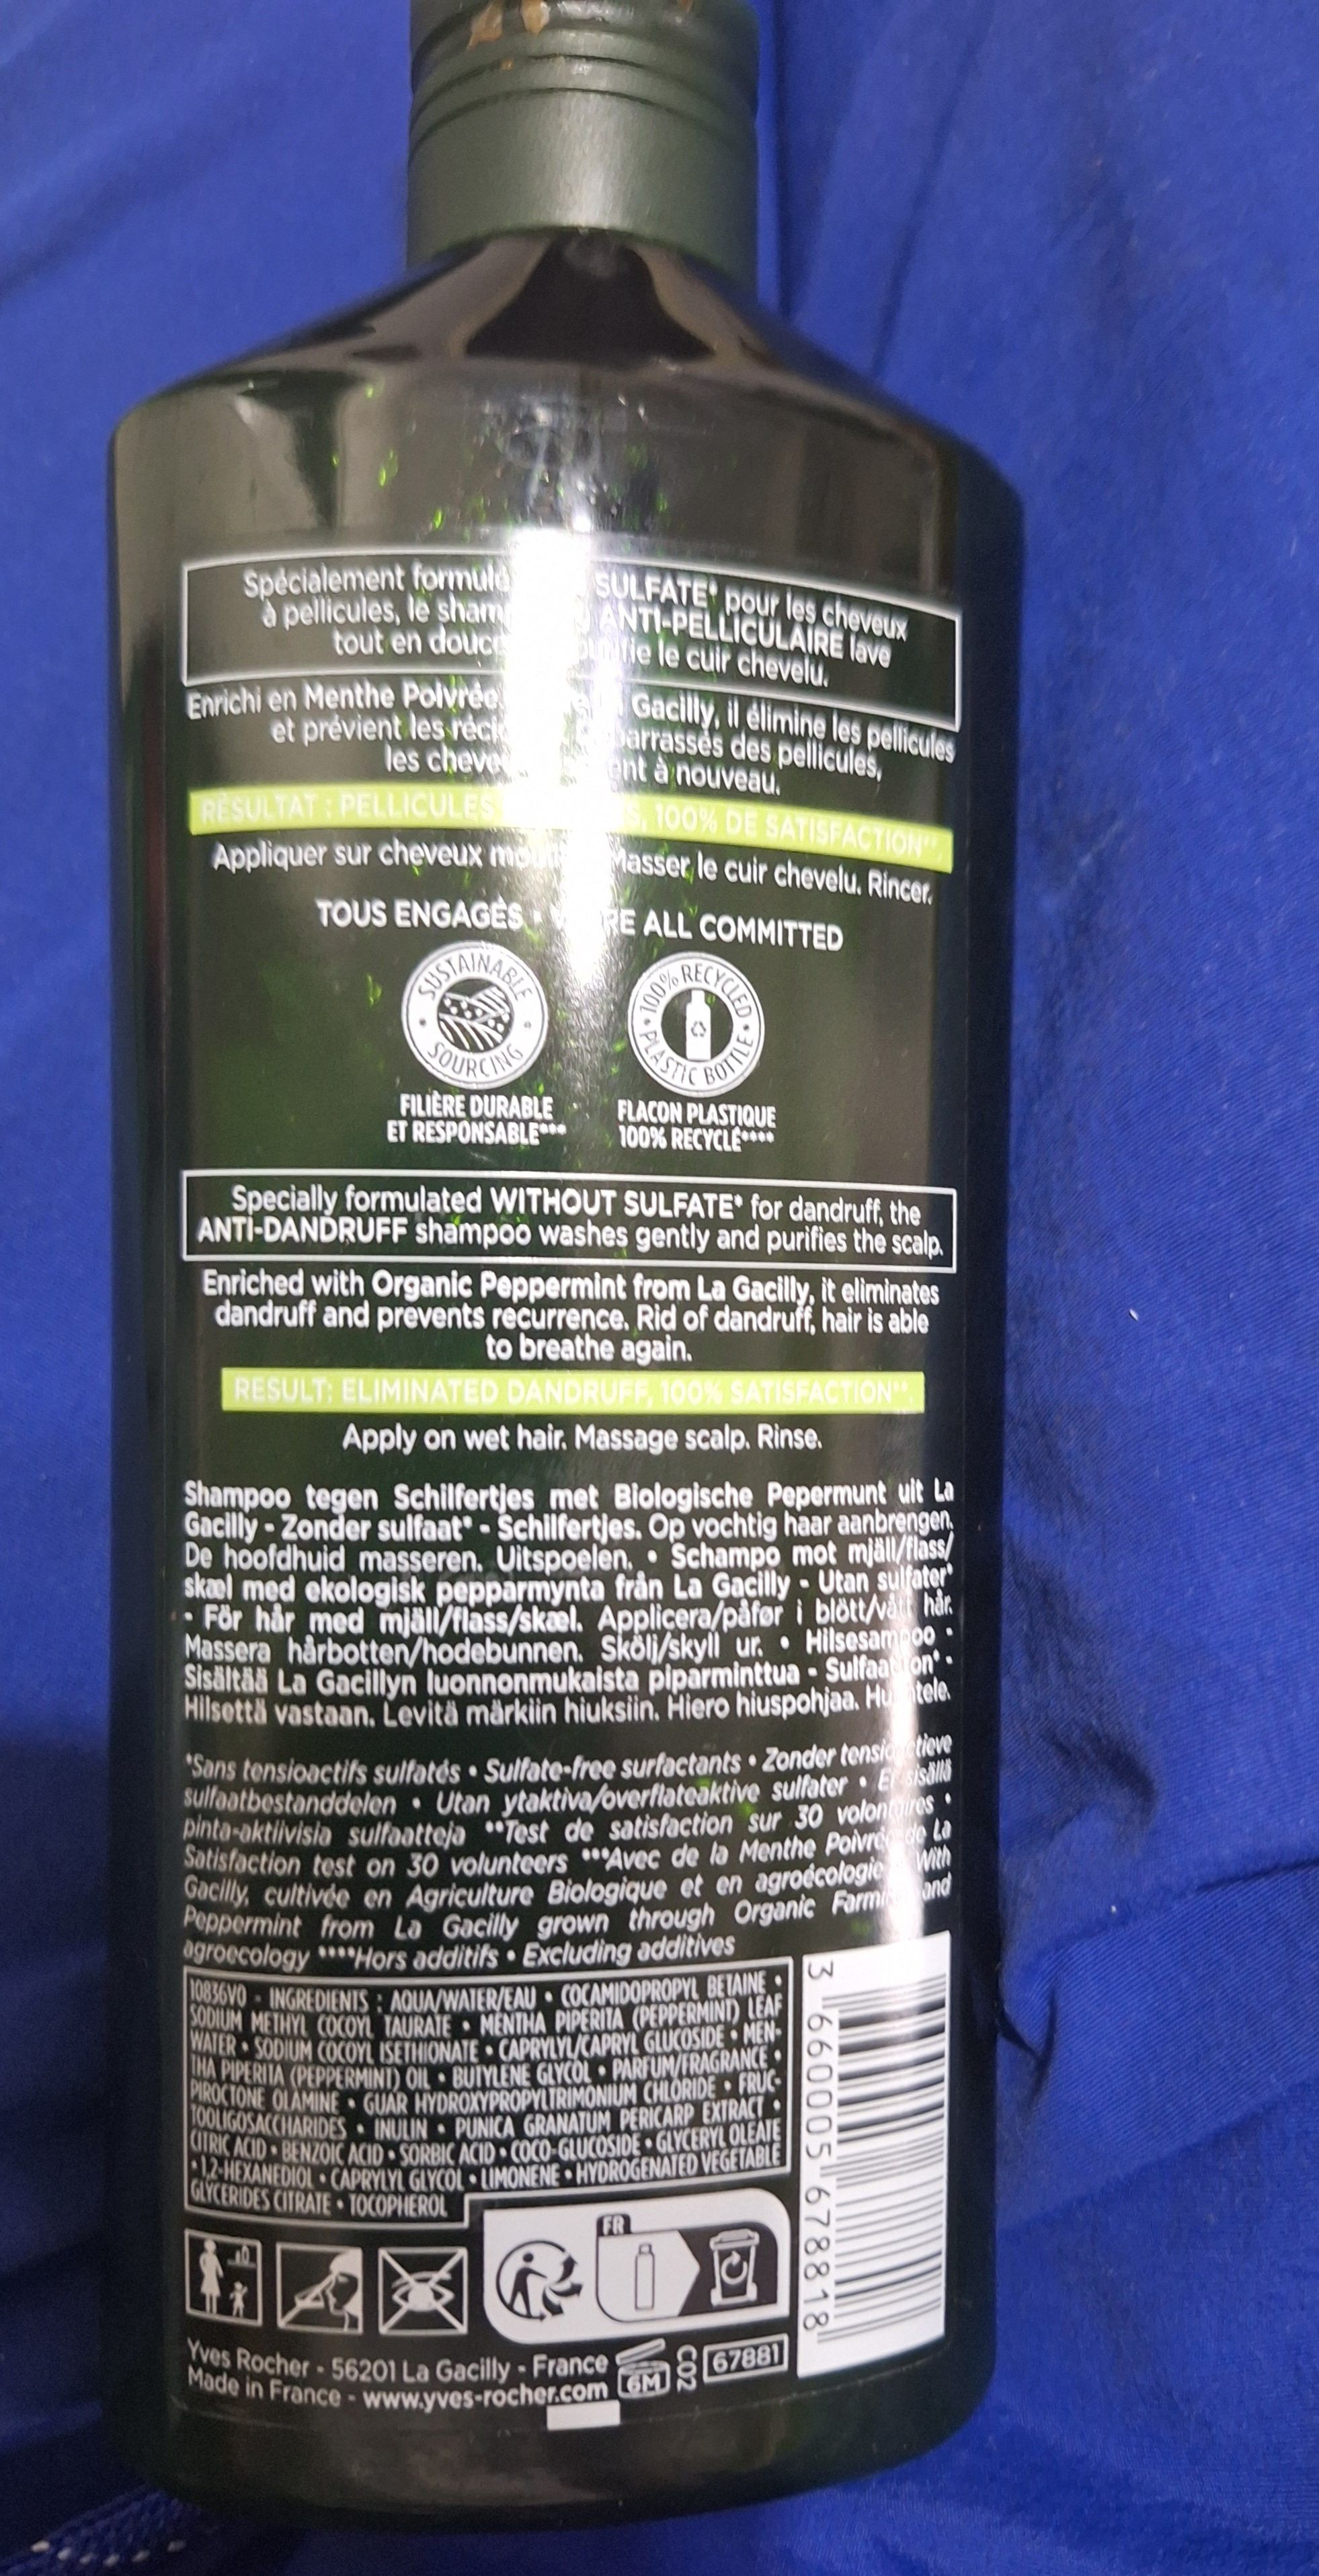 Spécialement formulé SULFATE* pour les cheveux
à pellicules, le sham ANTI-PELLICULAIRE lave
tout en douce purifie le cuir chevelu.
Enrichi en Menthe Poivrée Gacilly, il élimine les pellicules
et prévient les des pellicules,
les à nouveau.
RÉSULTAT : PELLICULES 100% DE SATISFACTION**.
Appliquer sur cheveux Masser le cuir chevelu. Rincer.
TOUS ENGAGÉS • ALL COMMITTED
SUSTAINABLE SOURCING
100% RECYCLED PLASTIC BOTTLE
FILIÈRE DURABLE
ET RESPONSABLE***
FLACON PLASTIQUE
100% RECYCLÉ****
Specially formulated WITHOUT SULFATE* for dandruff, the
ANTI-DANDRUFF shampoo washes gently and purifies the scalp.
Enriched with Organic Peppermint from La Gacilly, it eliminates
dandruff and prevents recurrence. Rid of dandruff, hair is able
to breathe again.
RESULT: ELIMINATED DANDRUFF, 100% SATISFACTION**.
Apply on wet hair. Massage scalp. Rinse.
Shampoo tegen Schilfertjes met Biologische Pepermunt uit La
Gacilly - Zonder sulfaat* - Schilfertjes. Op vochtig haar aanbrengen.
De hoofdhuid masseren. Uitspoelen. • Schampo mot mjäll/flass/
skæl med ekologisk pepparmynta från La Gacilly - Utan sulfater*
- För hår med mjäll/flass/skæl. Applicera/påfør i blött/vått hår.
Massera hårbotten/hodebunnen. Skölj/skyll ur. • Hilsesampoo -
Sisältää La Gacillyn luonnonmukaista piparminttua - Sulfaa on* -
Hilsettä vastaan. Levitä märkiin hiuksiin. Hiero hiuspohjaa. Hu tele.
*Sans tensioactifs sulfatés • Sulfate-free surfactants • Zonder tensioactieve
sulfaatbestanddelen • Utan ytaktiva/overflateaktive sulfater • Ei sisällä
pinta-aktiivisia sulfaatteja **Test de satisfaction sur 30 volontaires •
Satisfaction test on 30 volunteers ***Avec de la Menthe Poivrée de La
Gacilly, cultivée en Agriculture Biologique et en agroécologie With
Peppermint from La Gacilly grown through Organic Farming and
agroecology ****Hors additifs • Excluding additives
10836V0 - INGREDIENTS : AQUA/WATER/EAU • COCAMIDOPROPYL BETAINE •
SODIUM METHYL COCOYL TAURATE • MENTHA PIPERITA (PEPPERMINT) LEAF
WATER • SODIUM COCOYL ISETHIONATE • CAPRYLYL/CAPRYL GLUCOSIDE • MEN-
THA PIPERITA (PEPPERMINT) OIL • BUTYLENE GLYCOL • PARFUM/FRAGRANCE •
PIROCTONE OLAMINE • GUAR HYDROXYPROPYLTRIMONIUM CHLORIDE • FRUC-
TOOLIGOSACCHARIDES • INULIN • PUNICA GRANATUM PERICARP EXTRACT •
CITRIC ACID • BENZOIC ACID • SORBIC ACID • COCO-GLUCOSIDE • GLYCERYL OLEATE
• 1,2-HEXANEDIOL • CAPRYLYL GLYCOL • LIMONENE • HYDROGENATED VEGETABLE
GLYCERIDES CITRATE • TOCOPHEROL
3 660005 678818
FR
Yves Rocher - 56201 La Gacilly - France
Made in France - www.yves-rocher.com
6M
C02
67881